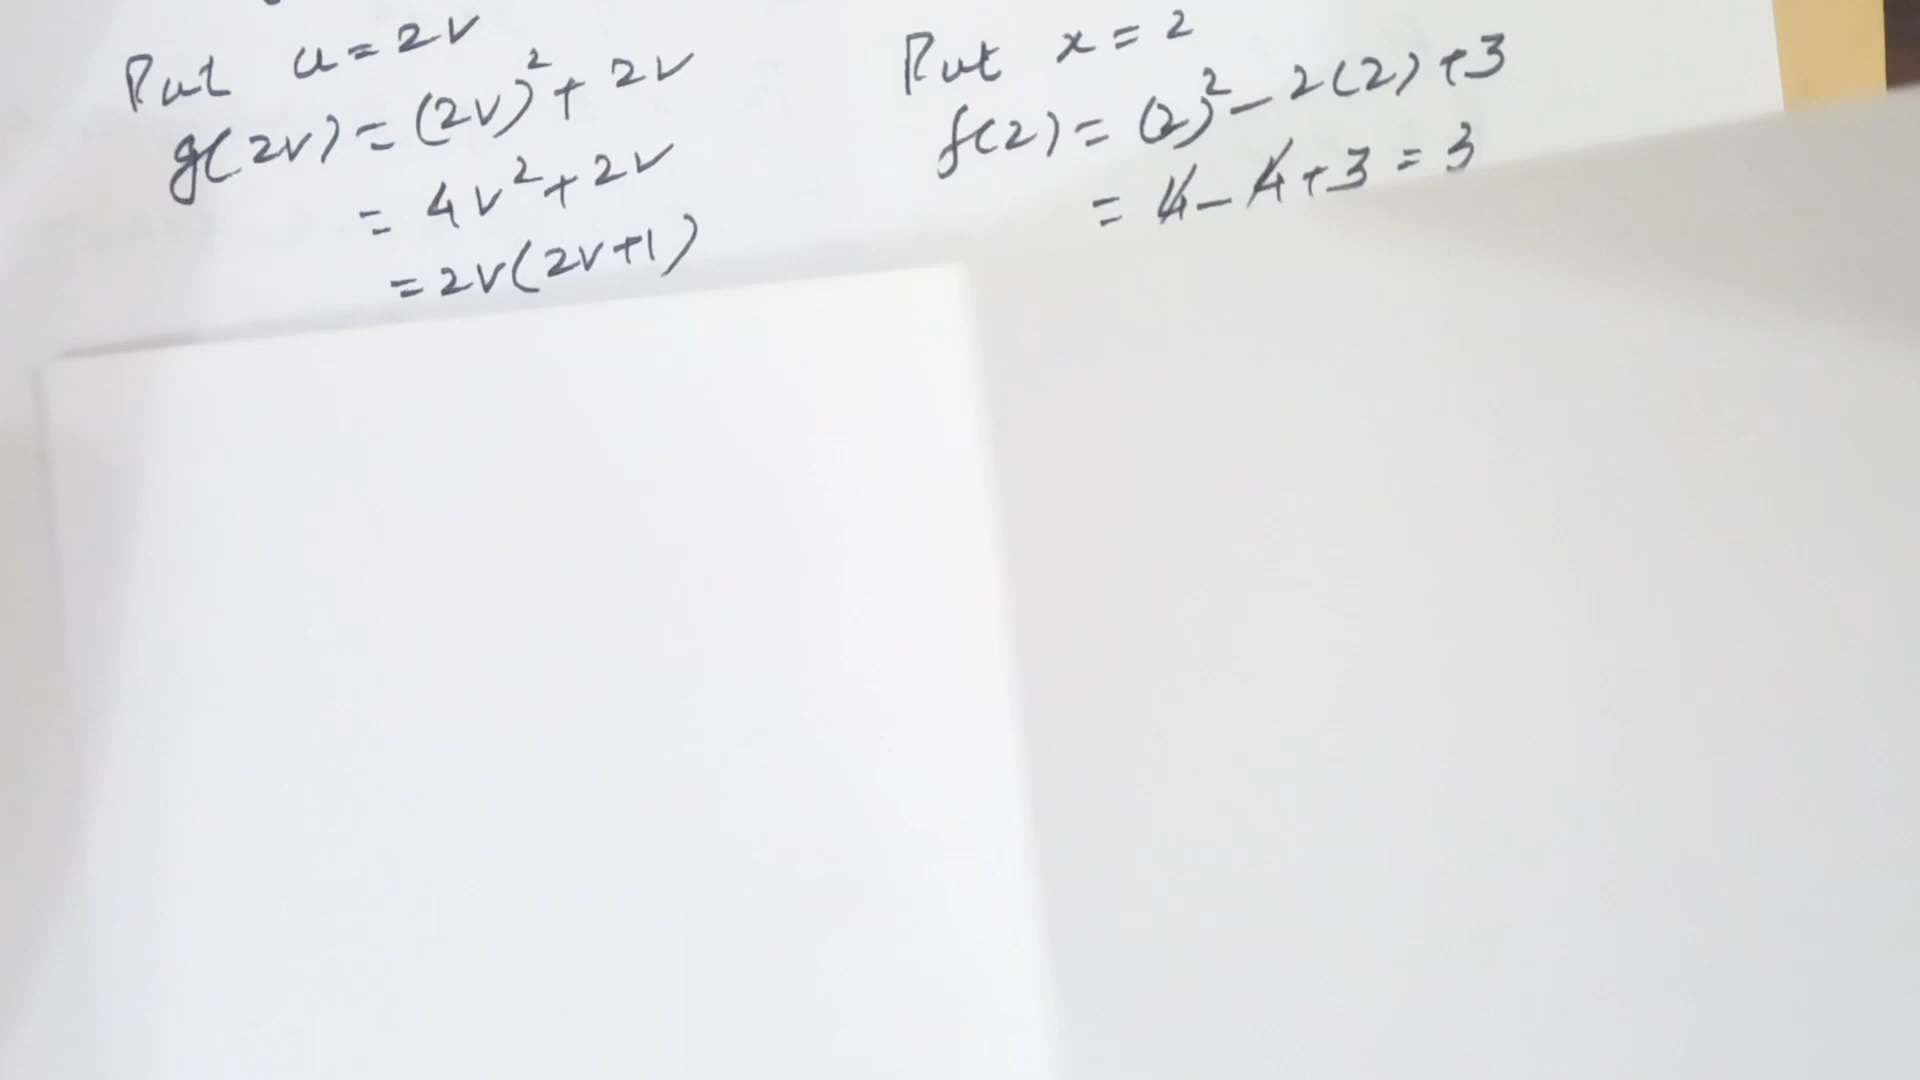 Put u = 2v
g(2v) = (2v)² + 2v
= 4v² + 2v
= 2v(2v+1)
Put x = 2
f(2) = (2)² - 2(2) + 3
= 4 - 4 + 3 = 3